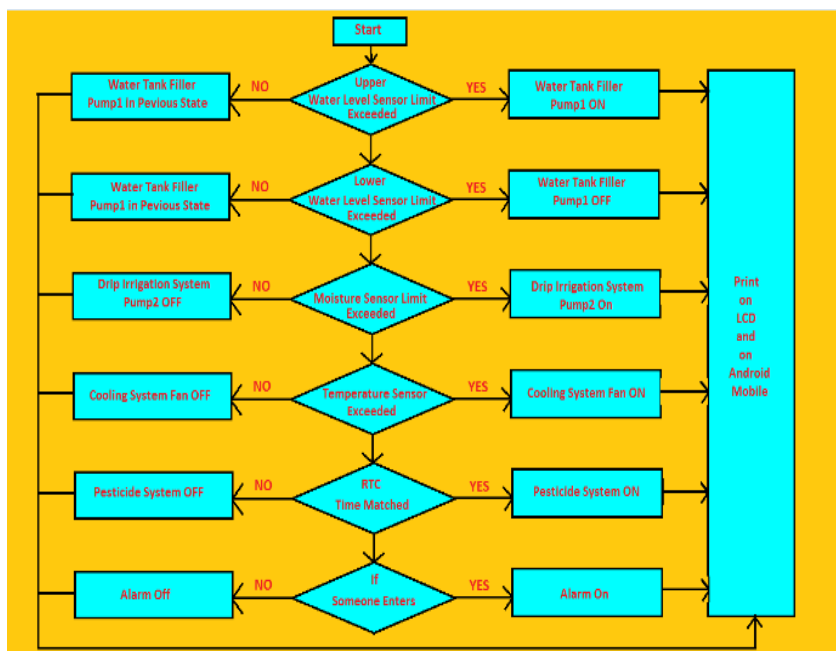 Start
Upper
Water Level Sensor Limit
Exceeded
NO
YES
Water Tank Filler
Pump1 in Pevious State
Water Tank Filler
Pump1 ON
Lower
Water Level Sensor Limit
Exceeded
NO
YES
Water Tank Filler
Pump1 in Pevious State
Water Tank Filler
Pump1 OFF
Moisture Sensor Limit
Exceeded
NO
YES
Drip Irrigation System
Pump2 OFF
Drip Irrigation System
Pump2 On
Temperature Sensor
Exceeded
NO
YES
Cooling System Fan OFF
Cooling System Fan ON
RTC
Time Matched
NO
YES
Pesticide System OFF
Pesticide System ON
If
Someone Enters
NO
YES
Alarm Off
Alarm On
Print
on
LCD
and
on
Android
Mobile